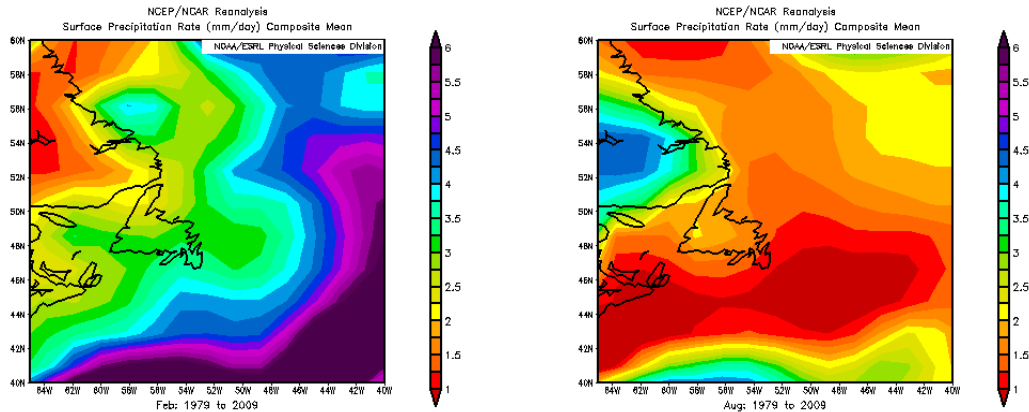 NCEP/NCAR Reanalysis
Surface Precipitation Rate (mm/day) Composite Mean
NOAA/ESRL Physical Sciences Division
60N
58N
56N
54N
52N
50N
48N
46N
44N
42N
40N
64W 62W 60W 58W 56W 54W 52W 50W 48W 46W 44W 42W 40W
Feb: 1979 to 2009
6
5.5
5
4.5
4
3.5
3
2.5
2
1.5
1
NCEP/NCAR Reanalysis
Surface Precipitation Rate (mm/day) Composite Mean
NOAA/ESRL Physical Sciences Division
60N
58N
56N
54N
52N
50N
48N
46N
44N
42N
40N
64W 62W 60W 58W 56W 54W 52W 50W 48W 46W 44W 42W 40W
Aug: 1979 to 2009
6
5.5
5
4.5
4
3.5
3
2.5
2
1.5
1